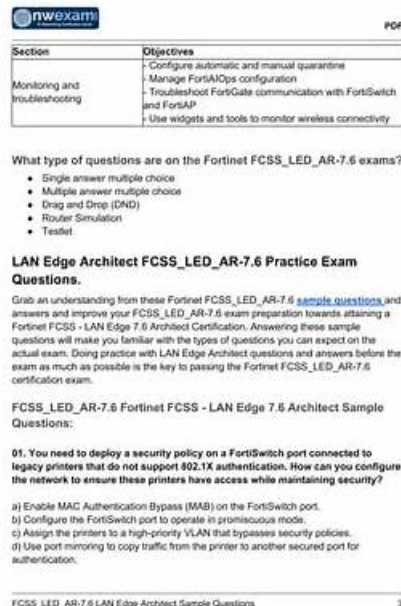 nwexam
PDF
Section Objectives
Monitoring and troubleshooting
- Configure automatic and manual quarantine
- Manage FortiAIOps configuration
- Troubleshoot FortiGate communication with FortiSwitch
and FortiAP
- Use widgets and tools to monitor wireless connectivity
What type of questions are on the Fortinet FCSS_LED_AR-7.6 exams?
● Single answer multiple choice
● Multiple answer multiple choice
● Drag and Drop (DND)
● Router Simulation
● Testlet
LAN Edge Architect FCSS_LED_AR-7.6 Practice Exam
Questions.
Grab an understanding from these Fortinet FCSS_LED_AR-7.6 sample questions and
answers and improve your FCSS_LED_AR-7.6 exam preparation towards attaining a
Fortinet FCSS - LAN Edge 7.6 Architect Certification. Answering these sample
questions will make you familiar with the types of questions you can expect on the
actual exam. Doing practice with LAN Edge Architect questions and answers before the
exam as much as possible is the key to passing the Fortinet FCSS_LED_AR-7.6
certification exam.
FCSS_LED_AR-7.6 Fortinet FCSS - LAN Edge 7.6 Architect Sample
Questions:
01. You need to deploy a security policy on a FortiSwitch port connected to
legacy printers that do not support 802.1X authentication. How can you configure
the network to ensure these printers have access while maintaining security?
a) Enable MAC Authentication Bypass (MAB) on the FortiSwitch port.
b) Configure the FortiSwitch port to operate in promiscuous mode.
c) Assign the printers to a high-priority VLAN that bypasses security policies.
d) Use port mirroring to copy traffic from the printer to another secured port for
authentication.
FCSS_LED_AR-7.6 LAN Edge Architect Sample Questions